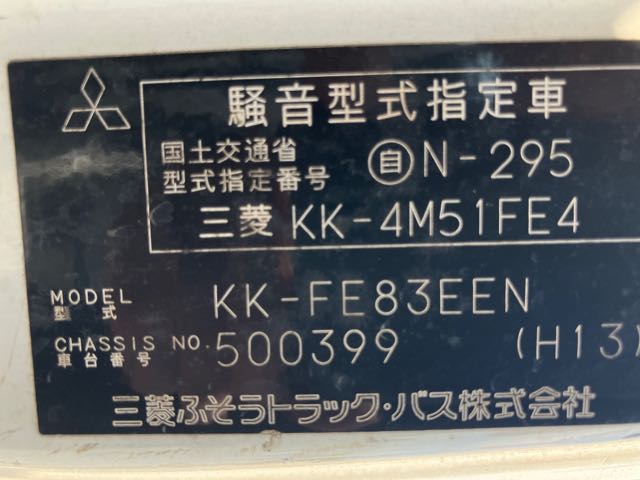 騒音型式指定車
国土交通省
型式指定番号 自N-295
三菱 KK-4M51FE4
MODEL
型式 KK-FE83EEN
CHASSIS NO.
車台番号 500399 (H13)
三菱ふそうトラック・バス株式会社